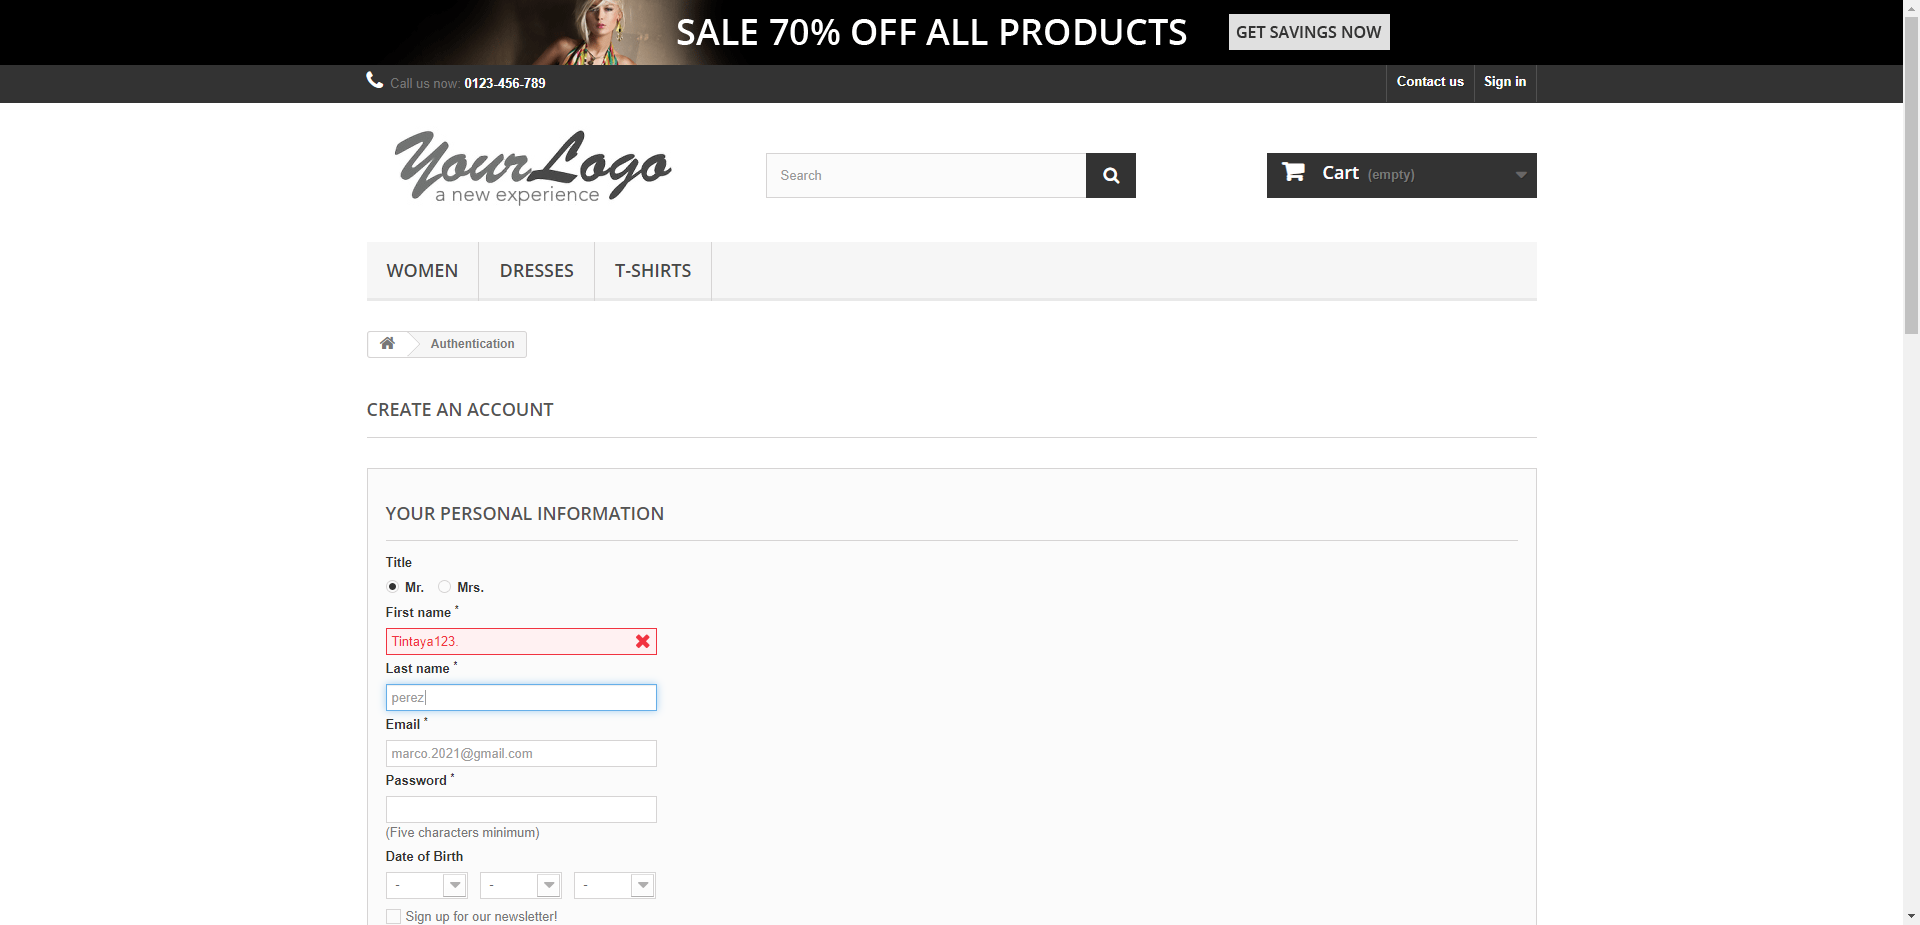 SALE 70% OFF ALL PRODUCTS GET SAVINGS NOW
Call us now: 0123-456-789 Contact us Sign in
YourLogo
a new experience
Search
Cart (empty)
WOMEN DRESSES T-SHIRTS
Authentication
CREATE AN ACCOUNT
YOUR PERSONAL INFORMATION
Title
Mr. Mrs.
First name *
Tintaya123.
Last name *
perez
Email *
marco.2021@gmail.com
Password *
(Five characters minimum)
Date of Birth
- - -
Sign up for our newsletter!